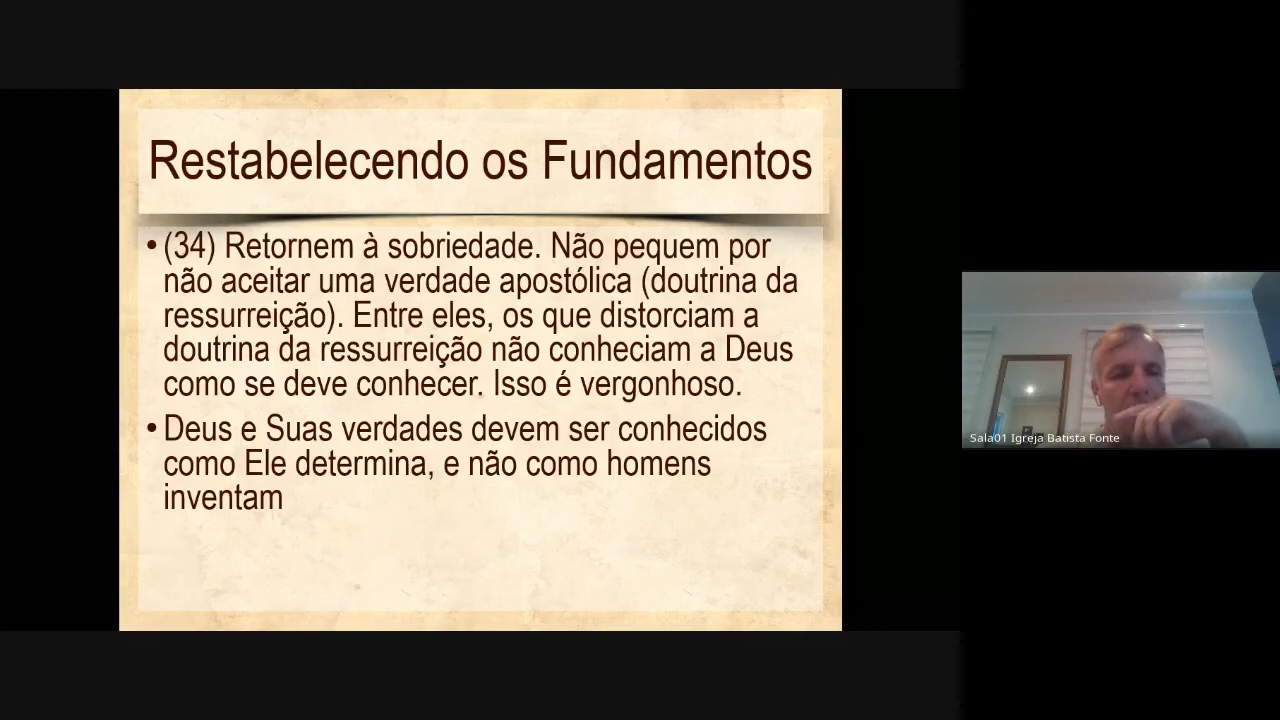 Restabelecendo os Fundamentos
• (34) Retornem à sobriedade. Não pequem por
não aceitar uma verdade apostólica (doutrina da
ressurreição). Entre eles, os que distorciam a
doutrina da ressurreição não conheciam a Deus
como se deve conhecer. Isso é vergonhoso.
• Deus e Suas verdades devem ser conhecidos
como Ele determina, e não como homens
inventam
Sala01 Igreja Batista Fonte